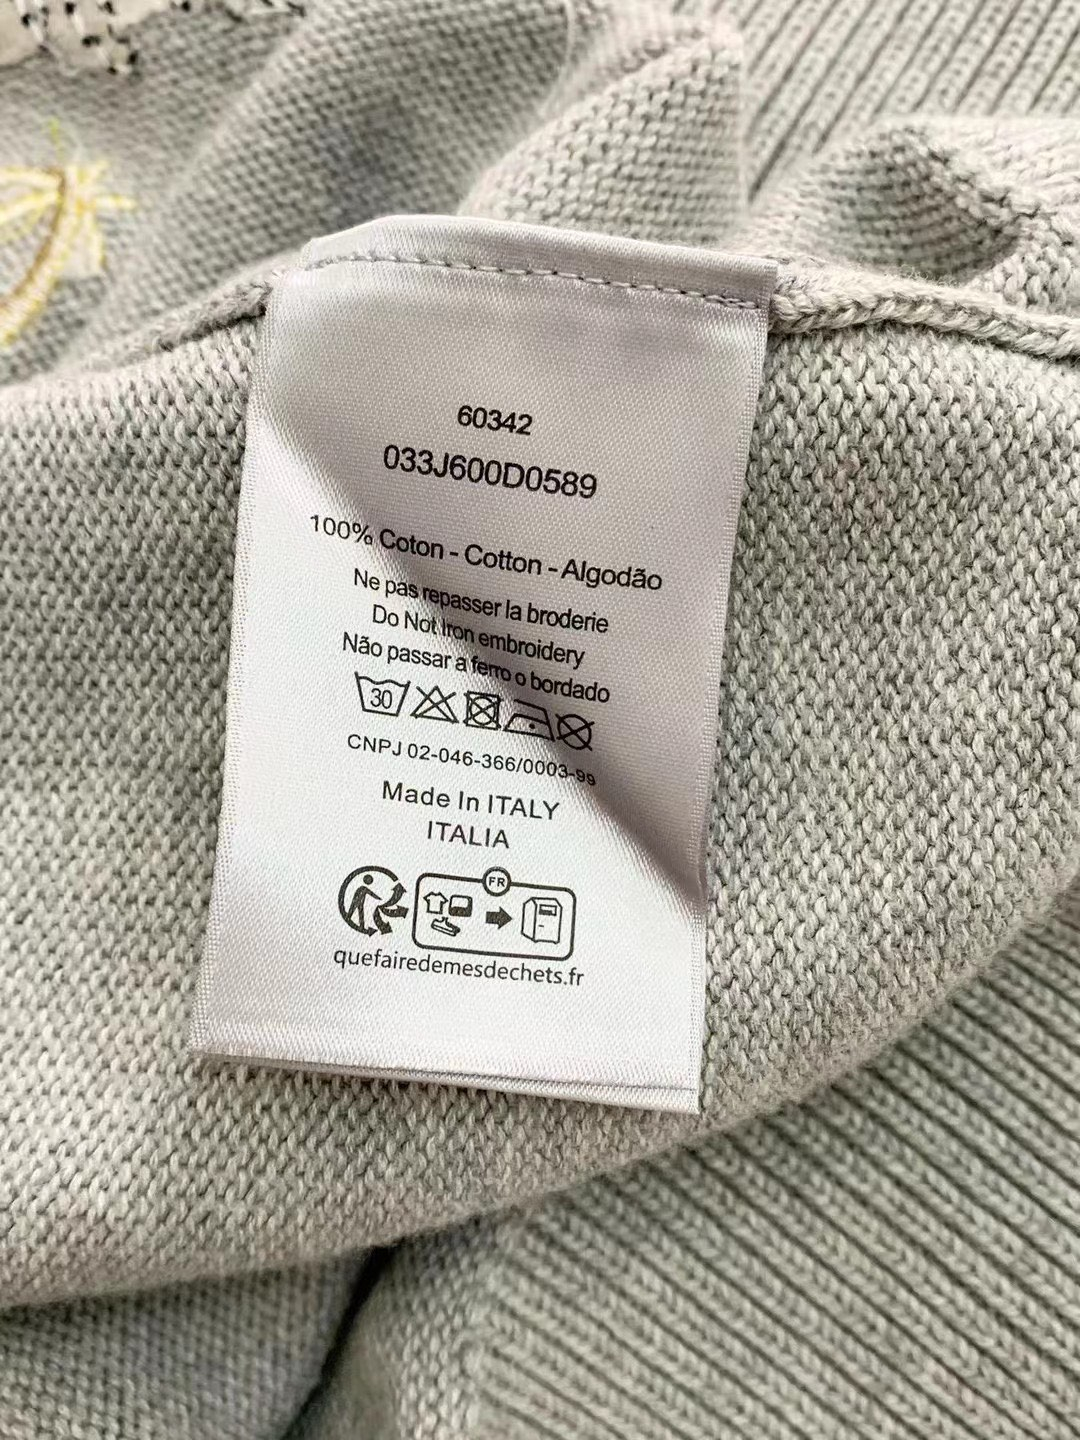 60342
033J600D0589
100% Coton - Cotton - Algodão
Ne pas repasser la broderie
Do Not Iron embroidery
Não passar a ferro o bordado
30
CNPJ 02-046-366/0003-99
Made In ITALY
ITALIA
FR
quefairedemesdechets.fr